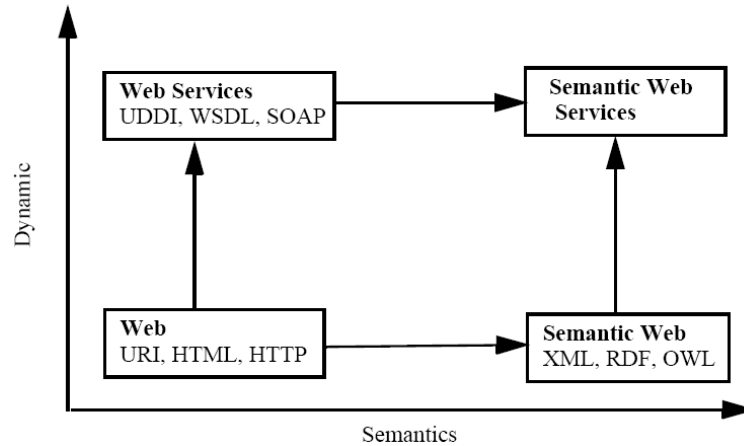 Web Services
UDDI, WSDL, SOAP
Semantic Web
Services
Dynamic
Web
URI, HTML, HTTP
Semantic Web
XML, RDF, OWL
Semantics